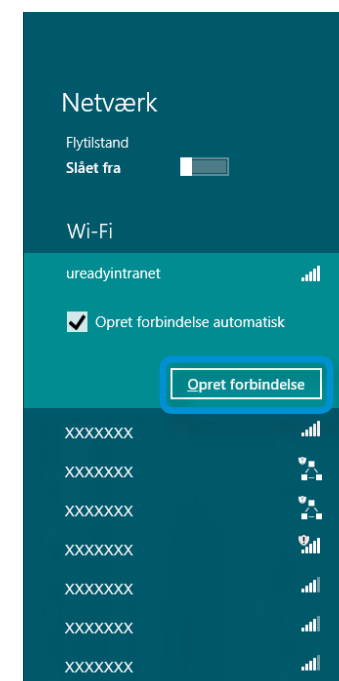 Netværk
Flytilstand
Slået fra
Wi-Fi
ureadyintranet
Opret forbindelse automatisk
Opret forbindelse
xxxxxxx
xxxxxxx
xxxxxxx
xxxxxxx
xxxxxxx
xxxxxxx
xxxxxxx